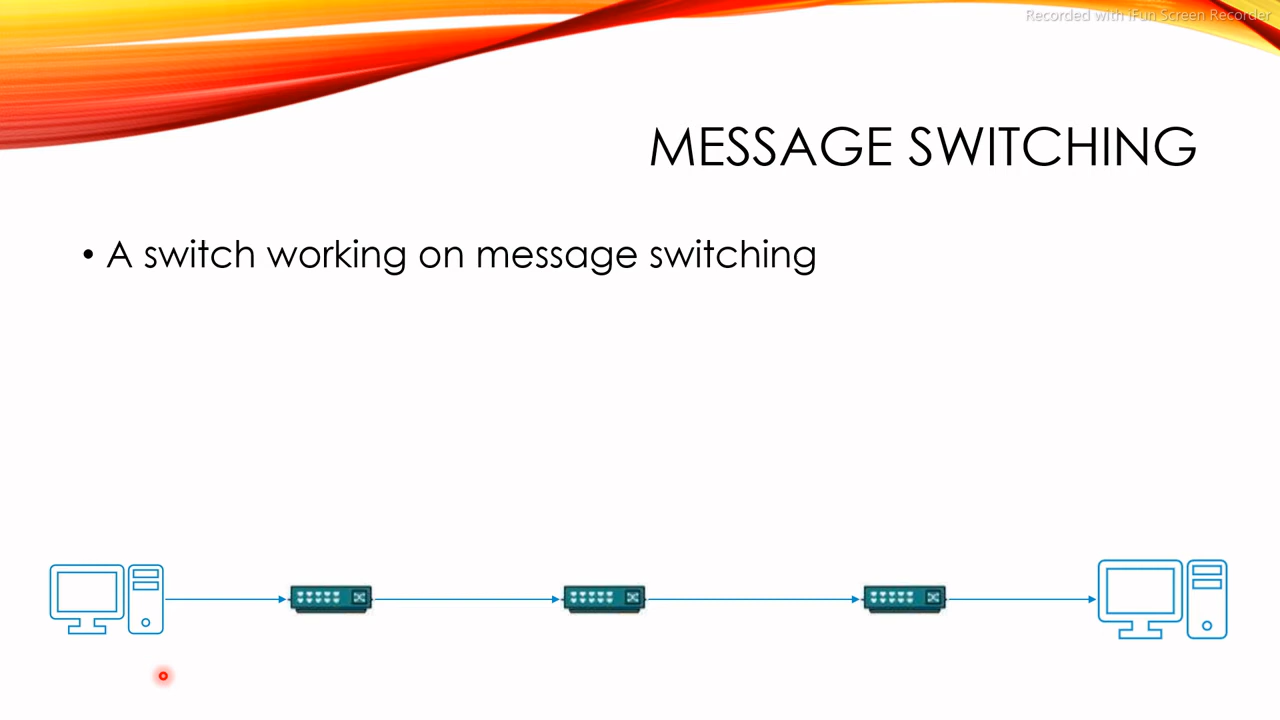 Recorded with iFun Screen Recorder
MESSAGE SWITCHING
• A switch working on message switching